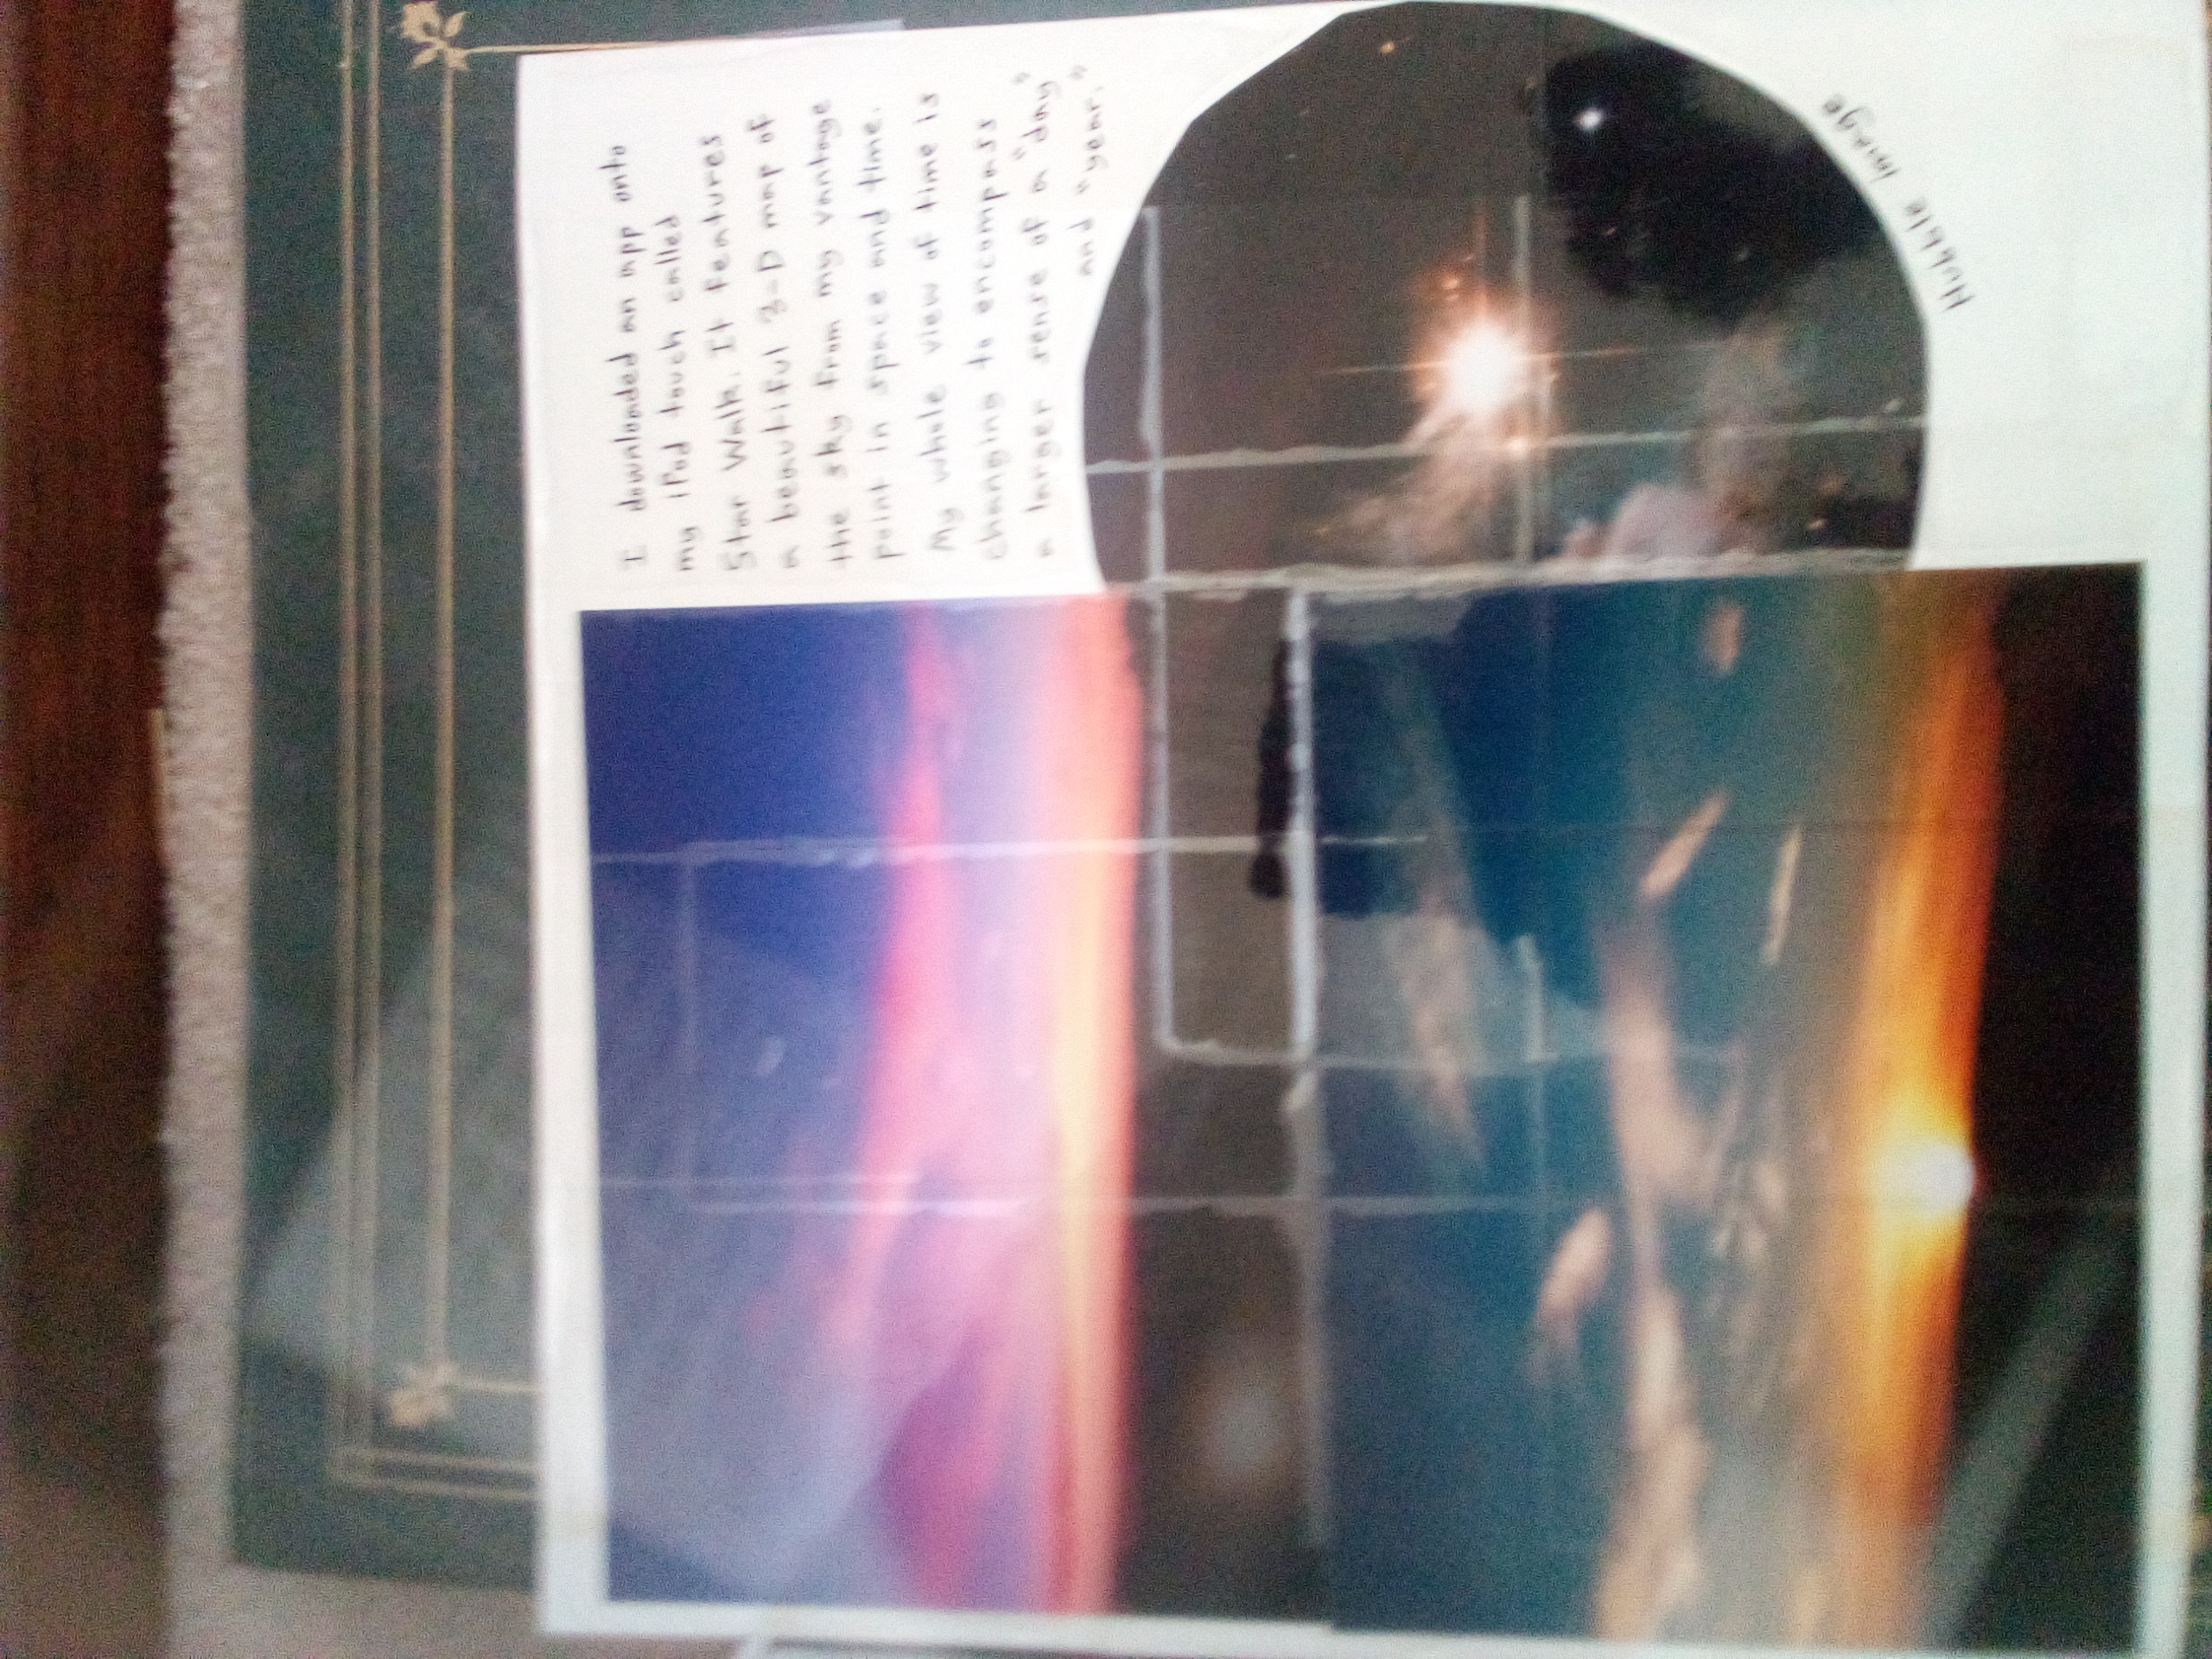 I downloaded an app onto
my iPod touch called
Star Walk. It features
a beautiful 3-D map of
the sky from my vantage
point in space and time.
My whole view of time is
changing to encompass
a larger sense of a "day"
and "year."
Hubble image